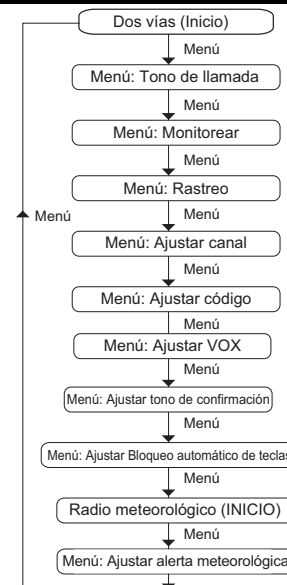 Dos vías (Inicio)
Menú
Menú: Tono de llamada
Menú
Menú: Monitorear
Menú
Menú: Rastreo
Menú
Menú
Menú: Ajustar canal
Menú
Menú: Ajustar código
Menú
Menú: Ajustar VOX
Menú
Menú: Ajustar tono de confirmación
Menú
Menú: Ajustar Bloqueo automático de teclas
Menú
Radio meteorológico (INICIO)
Menú
Menú: Ajustar alerta meteorológica